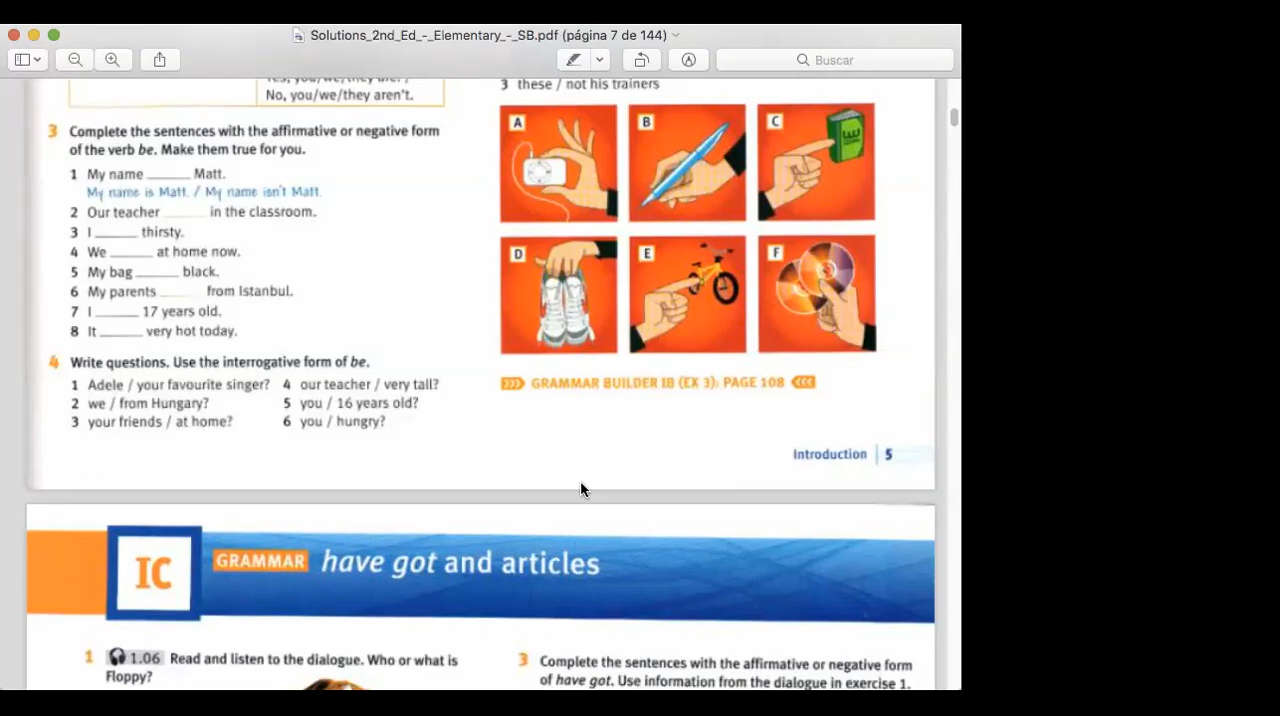 Solutions_2nd_Ed_-_Elementary_-_SB.pdf (página 7 de 144)
Buscar
No, you/we/they aren't.
3 Complete the sentences with the affirmative or negative form
of the verb be. Make them true for you.
1 My name ______ Matt.
My name is Matt. / My name isn't Matt.
2 Our teacher ______ in the classroom.
3 I ______ thirsty.
4 We ______ at home now.
5 My bag ______ black.
6 My parents ______ from Istanbul.
7 I ______ 17 years old.
8 It ______ very hot today.
4 Write questions. Use the interrogative form of be.
1 Adele / your favourite singer?
2 we / from Hungary?
3 your friends / at home?
4 our teacher / very tall?
5 you / 16 years old?
6 you / hungry?
3 these / not his trainers
A
B
C
D
E
F
GRAMMAR BUILDER IB (EX 3): PAGE 108
Introduction 5
IC
GRAMMAR have got and articles
1 1.06 Read and listen to the dialogue. Who or what is
Floppy?
3 Complete the sentences with the affirmative or negative form
of have got. Use information from the dialogue in exercise 1.